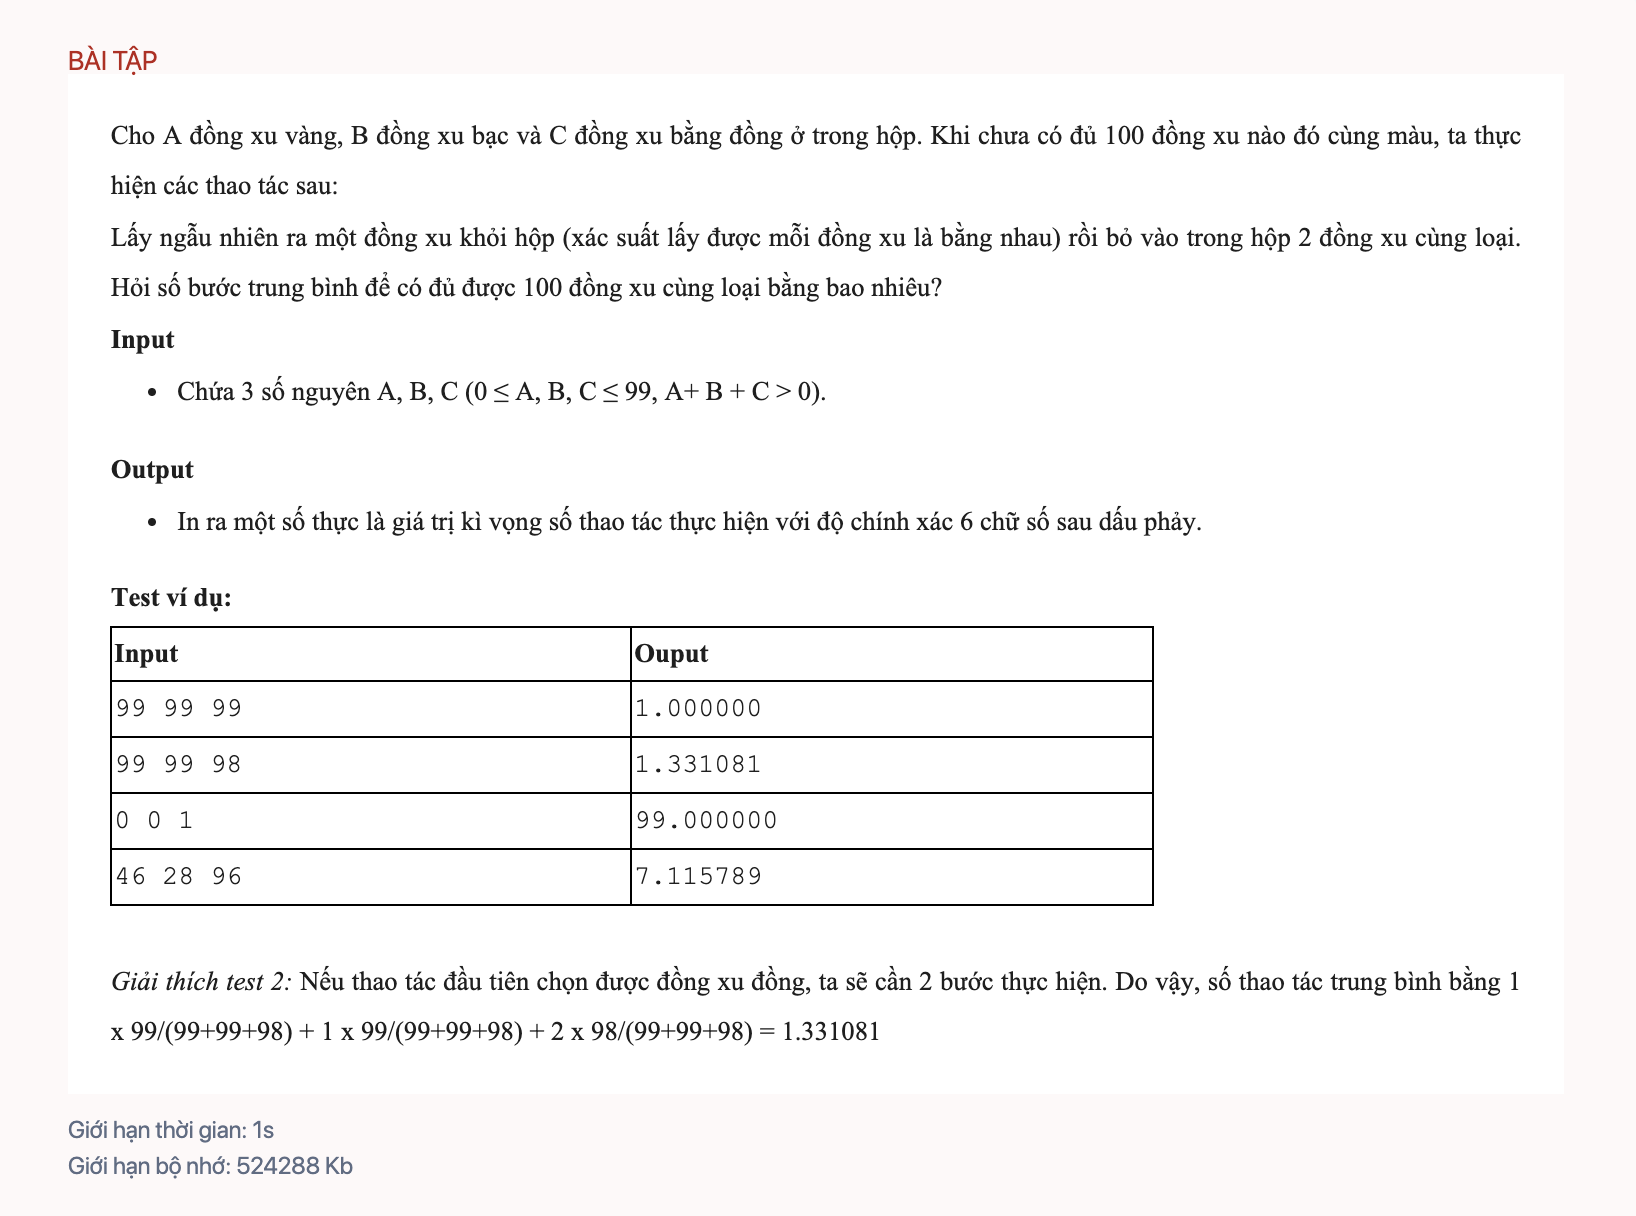 BÀI TẬP
Cho A đồng xu vàng, B đồng xu bạc và C đồng xu bằng đồng ở trong hộp. Khi chưa có đủ 100 đồng xu nào đó cùng màu, ta thực
hiện các thao tác sau:
Lấy ngẫu nhiên ra một đồng xu khỏi hộp (xác suất lấy được mỗi đồng xu là bằng nhau) rồi bỏ vào trong hộp 2 đồng xu cùng loại.
Hỏi số bước trung bình để có đủ được 100 đồng xu cùng loại bằng bao nhiêu?
Input
• Chứa 3 số nguyên A, B, C (0 ≤ A, B, C ≤ 99, A+ B + C > 0).
Output
• In ra một số thực là giá trị kì vọng số thao tác thực hiện với độ chính xác 6 chữ số sau dấu phảy.
Test ví dụ:
Input Ouput
99 99 99 1.000000
99 99 98 1.331081
0 0 1 99.000000
46 28 96 7.115789
Giải thích test 2: Nếu thao tác đầu tiên chọn được đồng xu đồng, ta sẽ cần 2 bước thực hiện. Do vậy, số thao tác trung bình bằng 1
x 99/(99+99+98) + 1 x 99/(99+99+98) + 2 x 98/(99+99+98) = 1.331081
Giới hạn thời gian: 1s
Giới hạn bộ nhớ: 524288 Kb